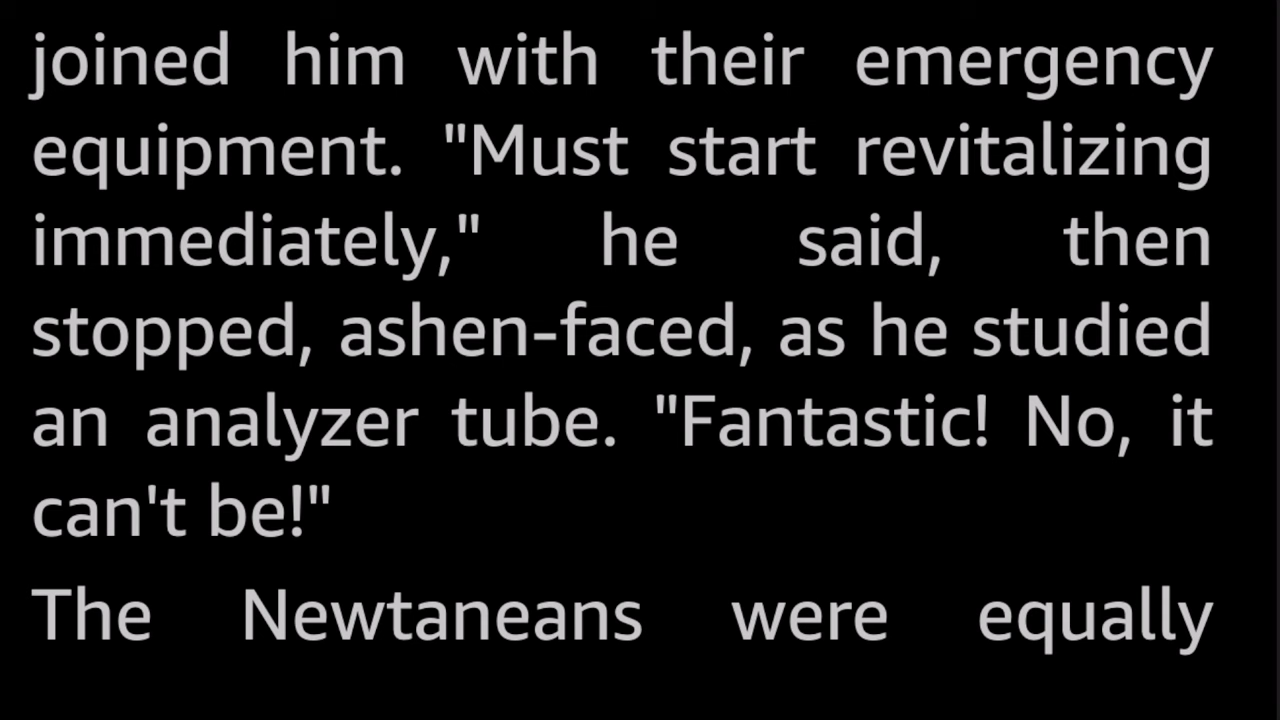 joined him with their emergency
equipment. "Must start revitalizing
immediately," he said, then
stopped, ashen-faced, as he studied
an analyzer tube. "Fantastic! No, it
can't be!"
The Newtaneans were equally